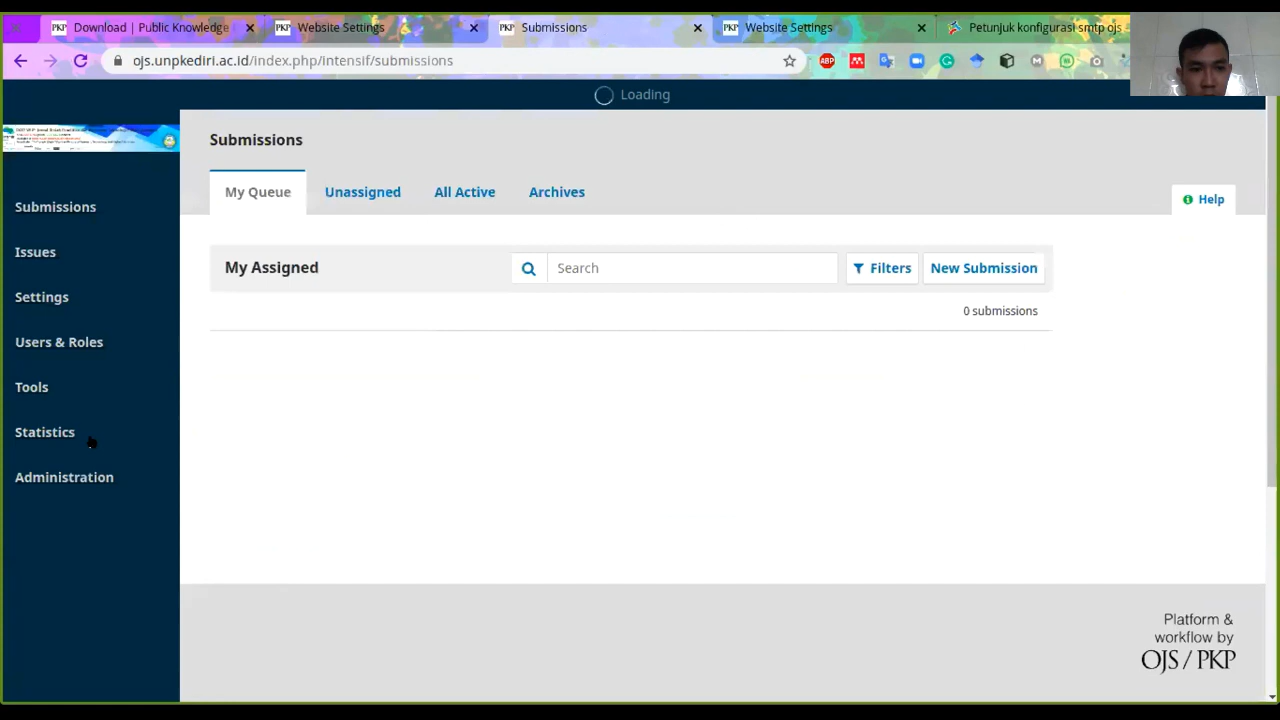 Download | Public Knowledge
Website Settings
Submissions
Website Settings
Petunjuk konfigurasi smtp ojs
ojs.unpkediri.ac.id/index.php/intensif/submissions
Loading
Submissions
My Queue
Unassigned
All Active
Archives
Help
Submissions
Issues
Settings
Users & Roles
Tools
Statistics
Administration
My Assigned
Search
Filters
New Submission
0 submissions
Platform &
workflow by
OJS / PKP